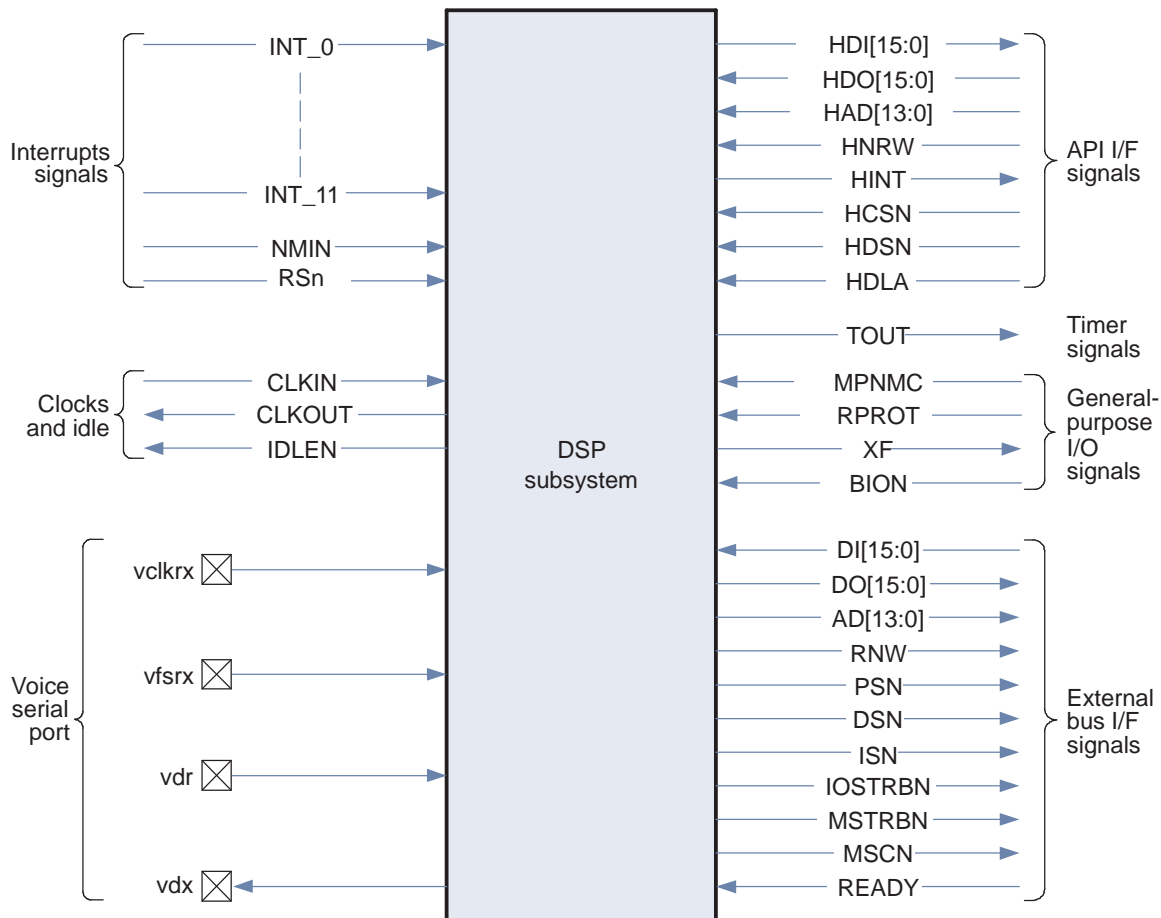 INT_0
INT_11
NMIN
RSn
Interrupts
signals
CLKIN
CLKOUT
IDLEN
Clocks
and idle
vclkrx
vfsrx
vdr
vdx
Voice
serial
port
DSP
subsystem
HDI[15:0]
HDO[15:0]
HAD[13:0]
HNRW
HINT
HCSN
HDSN
HDLA
API I/F
signals
TOUT
Timer
signals
MPNMC
RPROT
XF
BION
General-
purpose
I/O
signals
DI[15:0]
DO[15:0]
AD[13:0]
RNW
PSN
DSN
ISN
IOSTRBN
MSTRBN
MSCN
READY
External
bus I/F
signals